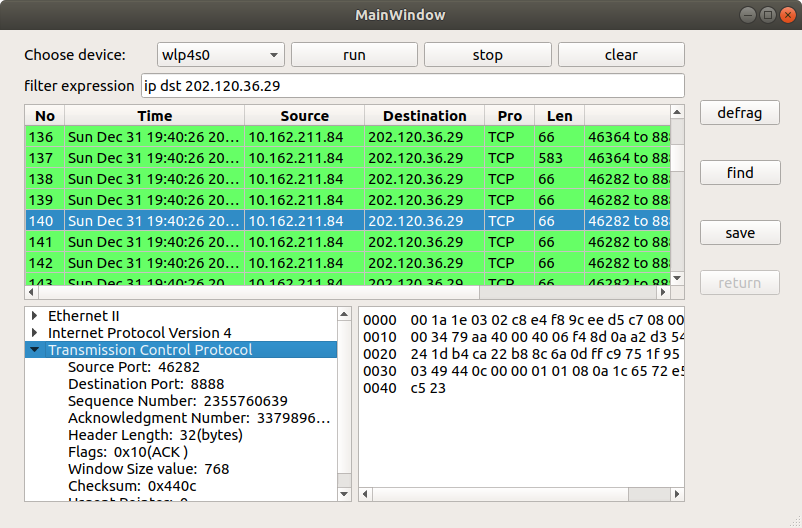 MainWindow
Choose device: wlp4s0 run stop clear
filter expression ip dst 202.120.36.29
No Time Source Destination Pro Len
136 Sun Dec 31 19:40:26 20... 10.162.211.84 202.120.36.29 TCP 66 46364 to 888
137 Sun Dec 31 19:40:26 20... 10.162.211.84 202.120.36.29 TCP 583 46364 to 888
138 Sun Dec 31 19:40:26 20... 10.162.211.84 202.120.36.29 TCP 66 46282 to 888
139 Sun Dec 31 19:40:26 20... 10.162.211.84 202.120.36.29 TCP 66 46282 to 888
140 Sun Dec 31 19:40:26 20... 10.162.211.84 202.120.36.29 TCP 66 46282 to 888
141 Sun Dec 31 19:40:26 20... 10.162.211.84 202.120.36.29 TCP 66 46282 to 888
142 Sun Dec 31 19:40:26 20... 10.162.211.84 202.120.36.29 TCP 66 46282 to 888
143 Sun Dec 31 19:40:26 20... 10.162.211.84 202.120.36.29 TCP 66 46282 to 888
defrag
find
save
return
Ethernet II
Internet Protocol Version 4
Transmission Control Protocol
Source Port: 46282
Destination Port: 8888
Sequence Number: 2355760639
Acknowledgment Number: 3379896...
Header Length: 32(bytes)
Flags: 0x10(ACK )
Window Size value: 768
Checksum: 0x440c
Urgent Pointer: 0
0000 00 1a 1e 03 02 c8 e4 f8 9c ee d5 c7 08 00
0010 00 34 79 aa 40 00 40 06 f4 8d 0a a2 d3 54
0020 24 1d b4 ca 22 b8 8c 6a 0d ff c9 75 1f 95
0030 03 49 44 0c 00 00 01 01 08 0a 1c 65 72 e5
0040 c5 23